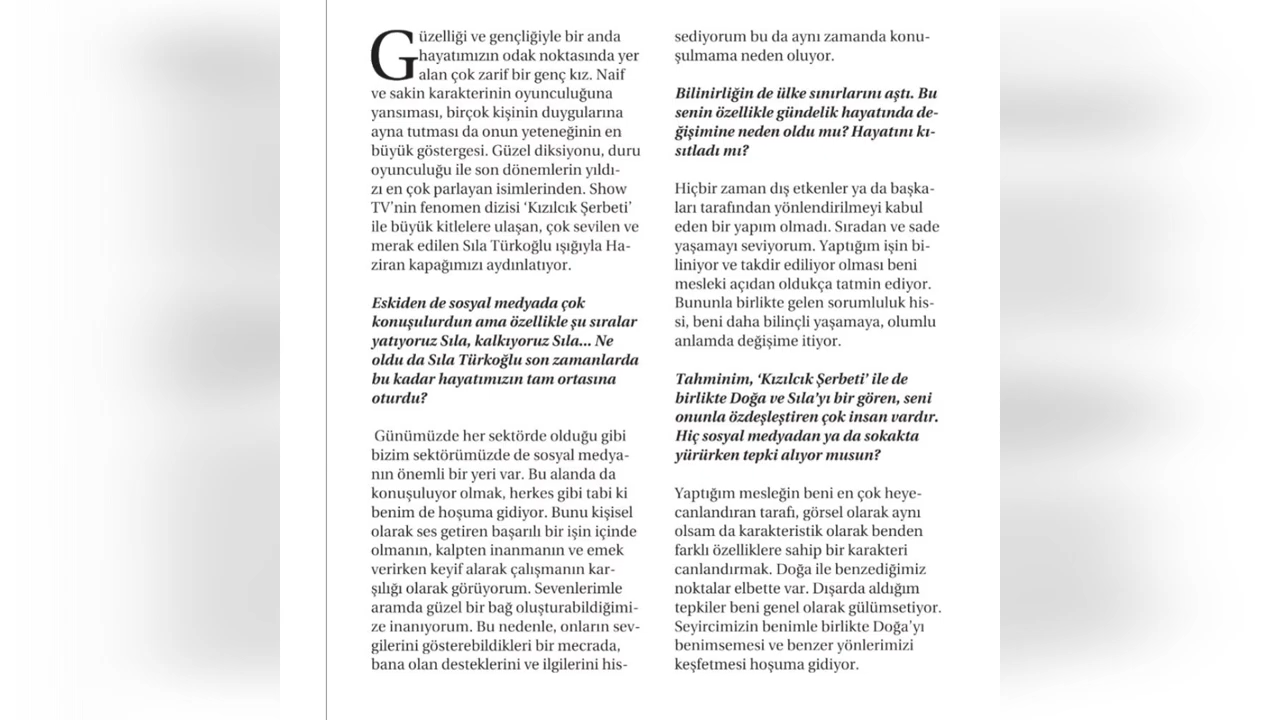 Güzelliği ve gençliğiyle bir anda
hayatımızın odak noktasında yer
alan çok zarif bir genç kız. Naif
ve sakin karakterinin oyunculuğuna
yansıması, birçok kişinin duygularına
ayna tutması da onun yeteneğinin en
büyük göstergesi. Güzel diksiyonu, duru
oyunculuğu ile son dönemlerin yıldı-
zı en çok parlayan isimlerinden. Show
TV’nin fenomen dizisi ‘Kızılcık Şerbeti’
ile büyük kitlelere ulaşan, çok sevilen ve
merak edilen Sıla Türkoğlu ışığıyla Ha-
ziran kapağımızı aydınlatıyor.
Eskiden de sosyal medyada çok
konuşulurdun ama özellikle şu sıralar
yatıyoruz Sıla, kalkıyoruz Sıla... Ne
oldu da Sıla Türkoğlu son zamanlarda
bu kadar hayatımızın tam ortasına
oturdu?
Günümüzde her sektörde olduğu gibi
bizim sektörümüzde de sosyal medya-
nın önemli bir yeri var. Bu alanda da
konuşuluyor olmak, herkes gibi tabi ki
benim de hoşuma gidiyor. Bunu kişisel
olarak ses getiren başarılı bir işin içinde
olmanın, kalpten inanmanın ve emek
verirken keyif alarak çalışmanın kar-
şılığı olarak görüyorum. Sevenlerimle
aramda güzel bir bağ oluşturabildiğimi-
ze inanıyorum. Bu nedenle, onların sev-
gilerini gösterebildikleri bir mecrada,
bana olan desteklerini ve ilgilerini his-
sediyorum bu da aynı zamanda konu-
şulmama neden oluyor.
Bilinirliğin de ülke sınırlarını aştı. Bu
senin özellikle gündelik hayatında de-
ğişimine neden oldu mu? Hayatını kı-
sıtladı mı?
Hiçbir zaman dış etkenler ya da başka-
ları tarafından yönlendirilmeyi kabul
eden bir yapım olmadı. Sıradan ve sade
yaşamayı seviyorum. Yaptığım işin bi-
liniyor ve takdir ediliyor olması beni
mesleki açıdan oldukça tatmin ediyor.
Bununla birlikte gelen sorumluluk his-
si, beni daha bilinçli yaşamaya, olumlu
anlamda değişime itiyor.
Tahminim, ‘Kızılcık Şerbeti’ ile de
birlikte Doğa ve Sıla’yı bir gören, seni
onunla özdeşleştiren çok insan vardır.
Hiç sosyal medyadan ya da sokakta
yürürken tepki alıyor musun?
Yaptığım mesleğin beni en çok heye-
canlandıran tarafı, görsel olarak aynı
olsam da karakteristik olarak benden
farklı özelliklere sahip bir karakteri
canlandırmak. Doğa ile benzediğimiz
noktalar elbette var. Dışarda aldığım
tepkiler beni genel olarak gülümsetiyor.
Seyircimizin benimle birlikte Doğa’yı
benimsemesi ve benzer yönlerimizi
keşfetmesi hoşuma gidiyor.